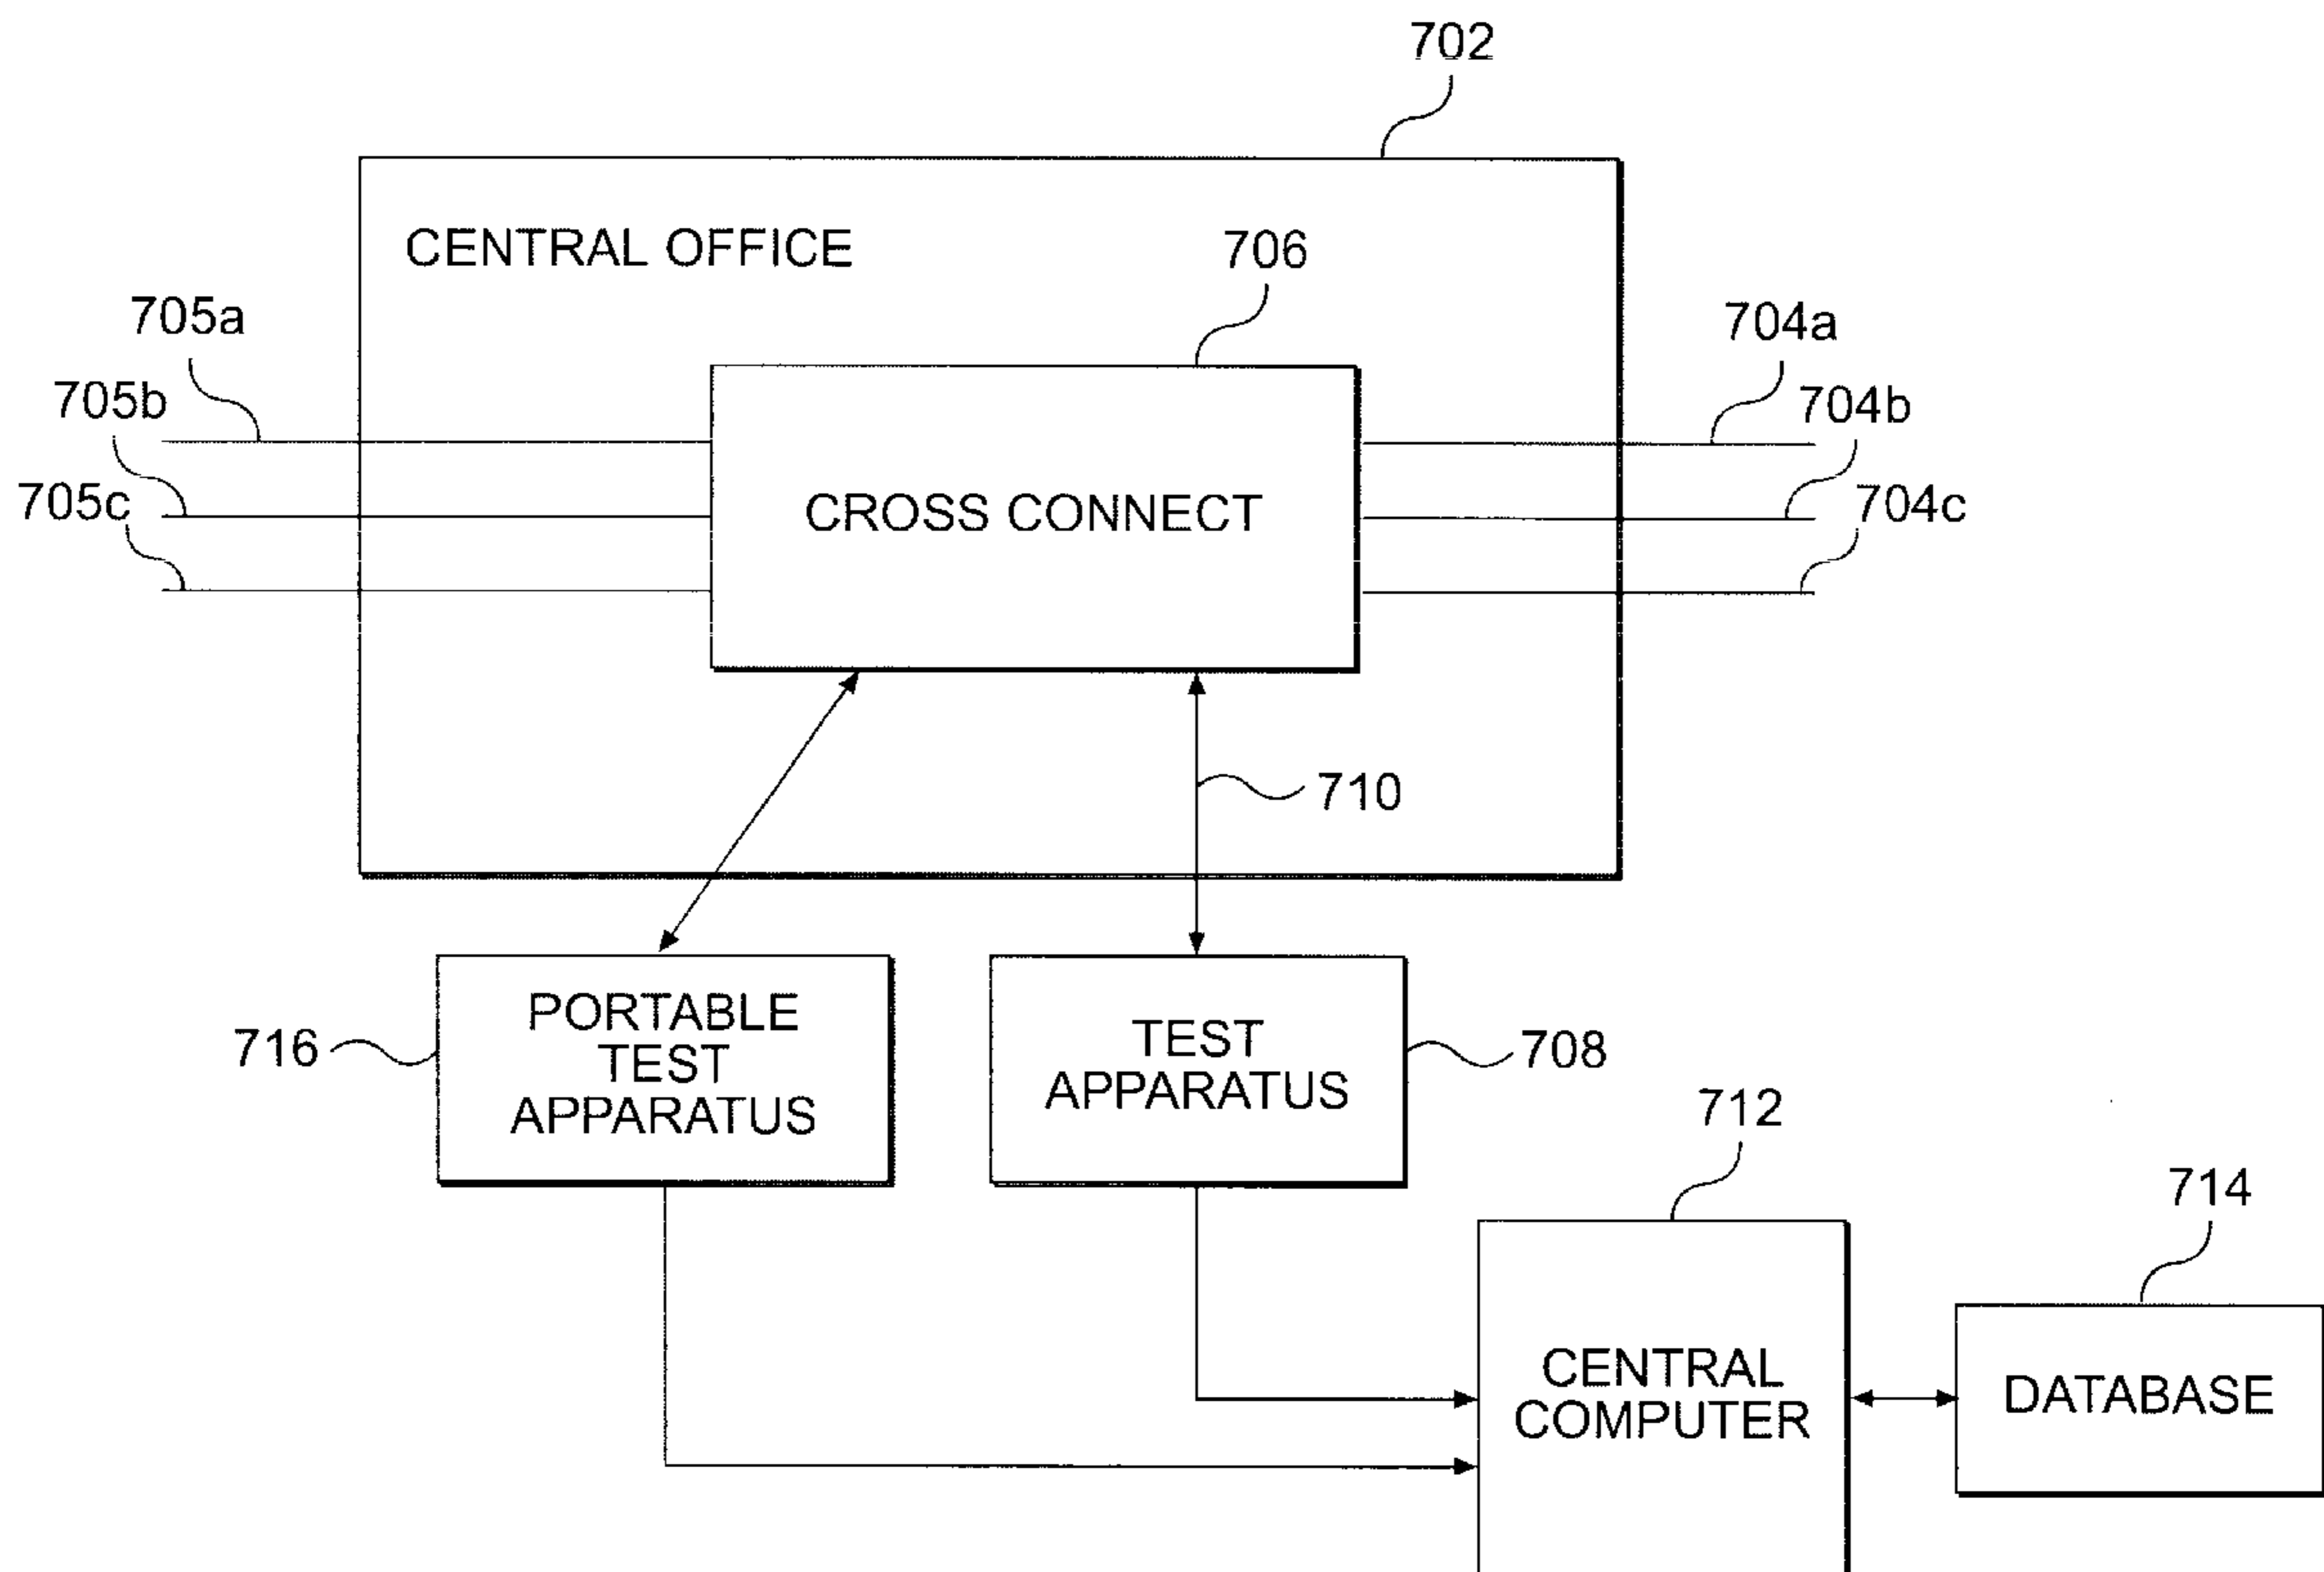 702
CENTRAL OFFICE
706
705a
704a
705b
704b
705c
704c
CROSS CONNECT
710
PORTABLE
TEST
APPARATUS
716
TEST
APPARATUS
708
712
714
CENTRAL
COMPUTER
DATABASE